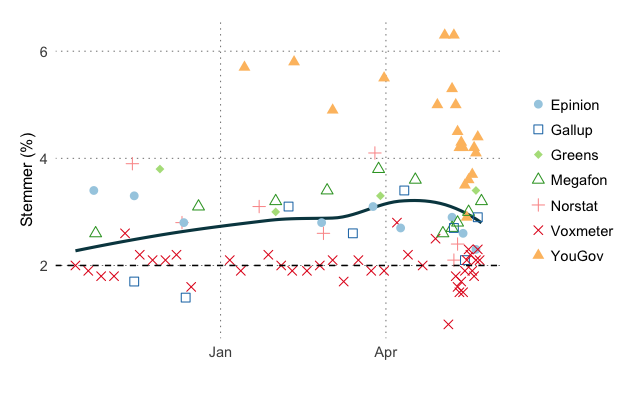 Stemmer (%)
6
4
2
Jan
Apr
Epinion
Gallup
Greens
Megafon
Norstat
Voxmeter
YouGov